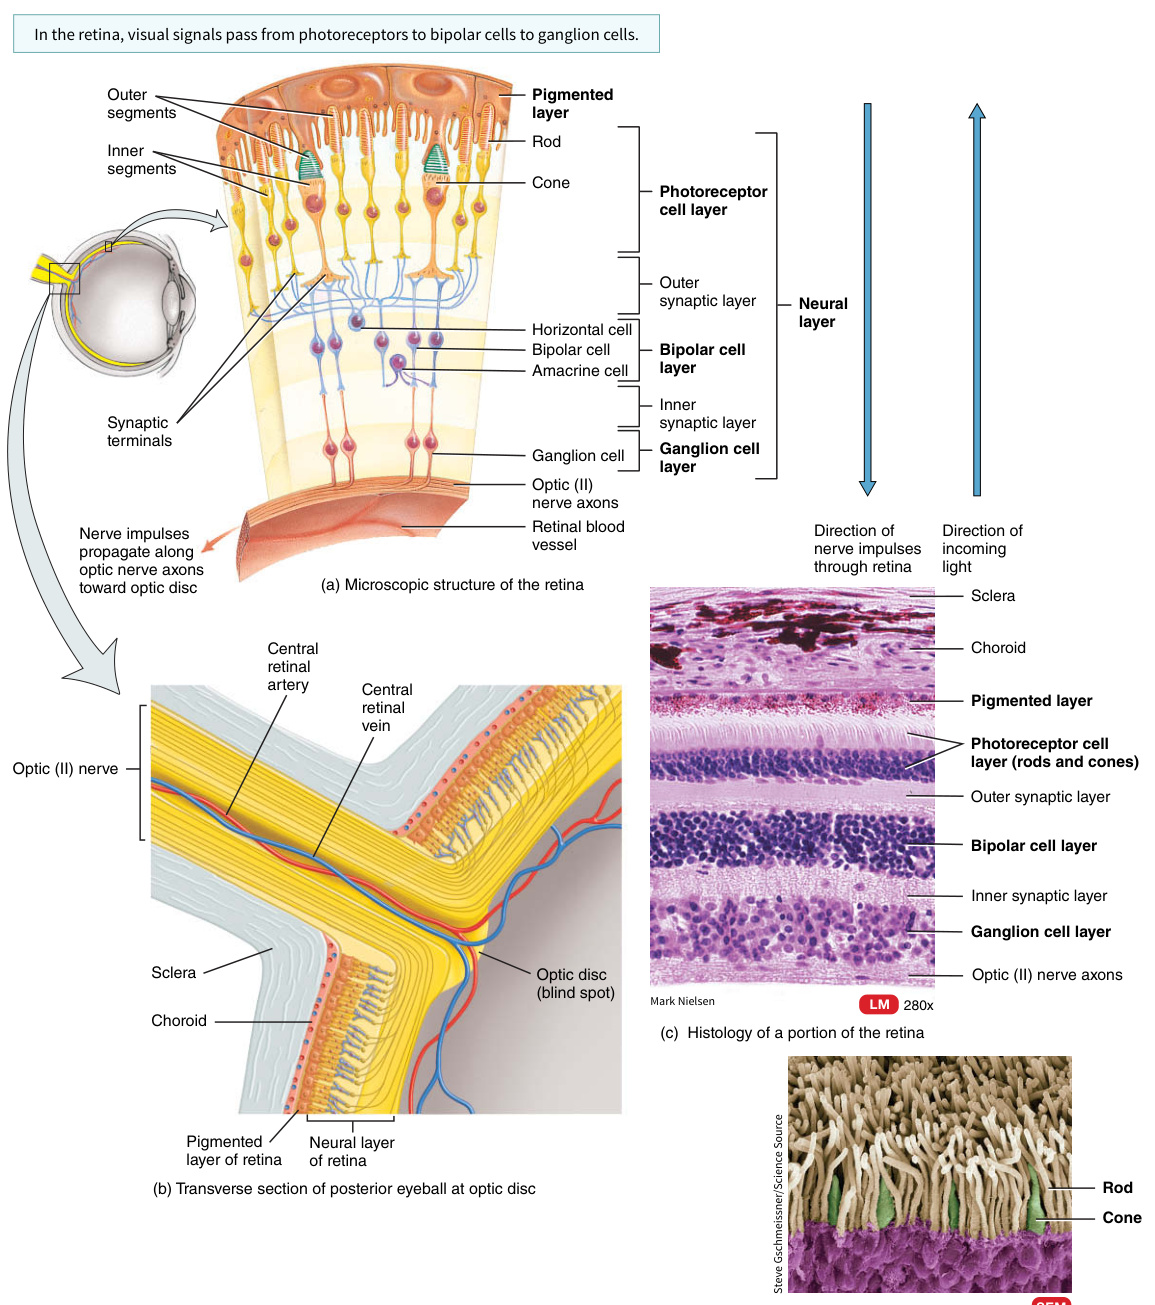 In the retina, visual signals pass from photoreceptors to bipolar cells to ganglion cells.
Outer
segments
Inner
segments
Pigmented
layer
Rod
Cone
Photoreceptor
cell layer
Outer
synaptic layer
Neural
layer
Horizontal cell
Bipolar cell
Amacrine cell
Bipolar cell
layer
Inner
synaptic layer
Synaptic
terminals
Ganglion cell
Ganglion cell
layer
Optic (II)
nerve axons
Retinal blood
vessel
Nerve impulses
propagate along
optic nerve axons
toward optic disc
Direction of
nerve impulses
through retina
Direction of
incoming
light
(a) Microscopic structure of the retina
Central
retinal
artery
Central
retinal
vein
Optic (II) nerve
Sclera
Choroid
Optic disc
(blind spot)
Pigmented
layer of retina
Neural layer
of retina
(b) Transverse section of posterior eyeball at optic disc
Sclera
Choroid
Pigmented layer
Photoreceptor cell
layer (rods and cones)
Outer synaptic layer
Bipolar cell layer
Inner synaptic layer
Ganglion cell layer
Optic (II) nerve axons
Mark Nielsen
LM 280x
(c) Histology of a portion of the retina
Steve Gschmeissner/Science Source
Rod
Cone